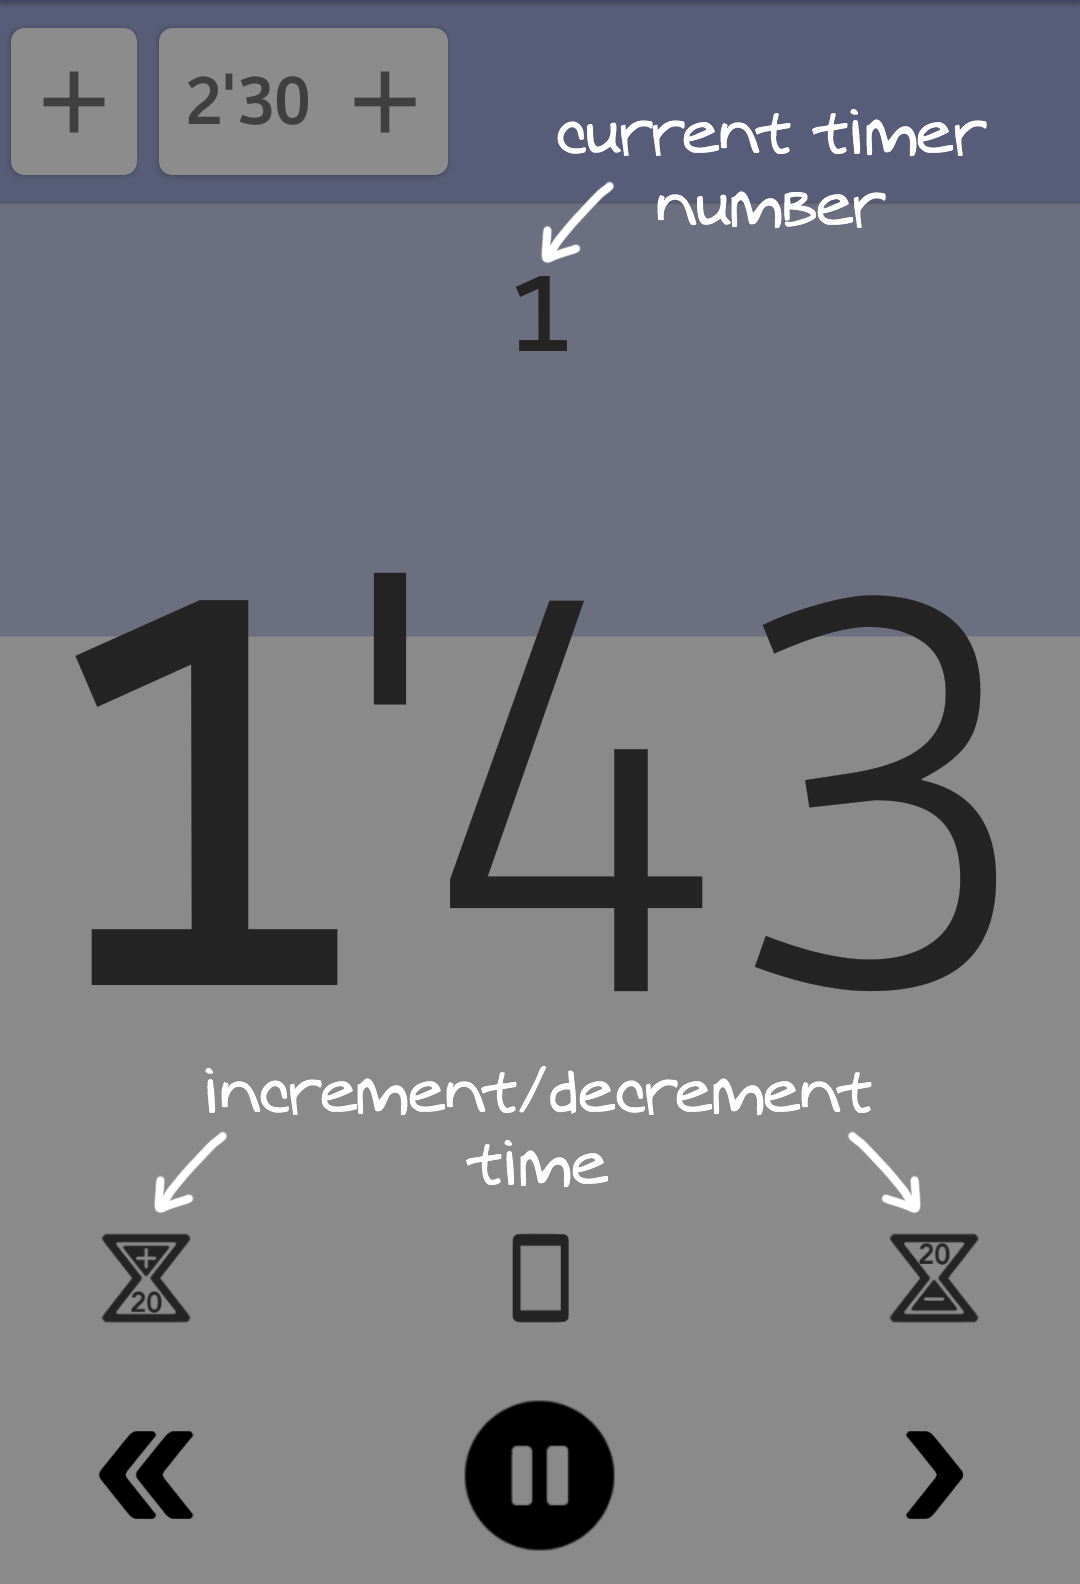 + 2'30 +
current timer
number
1
1'43
increment/decrement
time
+ 20
20 −